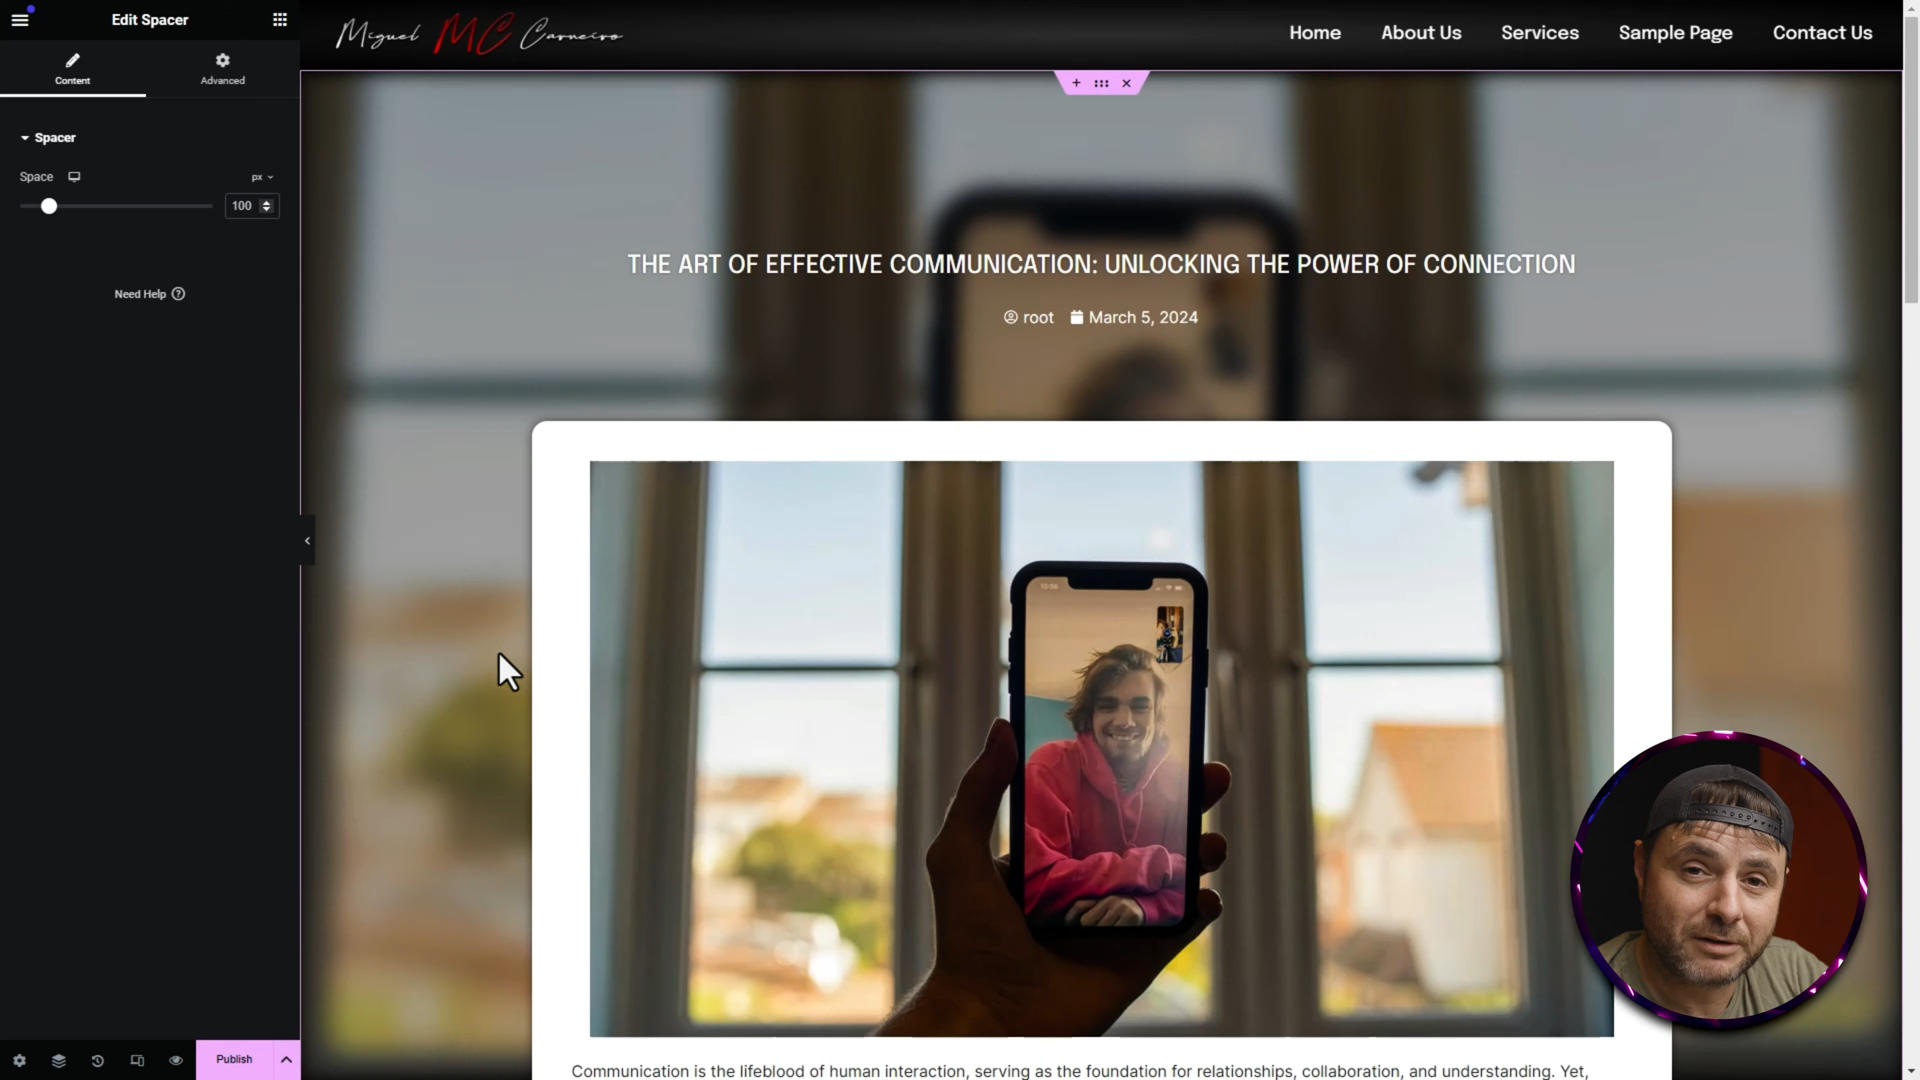 Edit Spacer
Content
Advanced
Spacer
Space
px
100
Need Help
Publish
Miguel MC Carneiro
Home
About Us
Services
Sample Page
Contact Us
THE ART OF EFFECTIVE COMMUNICATION: UNLOCKING THE POWER OF CONNECTION
root
March 5, 2024
Communication is the lifeblood of human interaction, serving as the foundation for relationships, collaboration, and understanding. Yet,